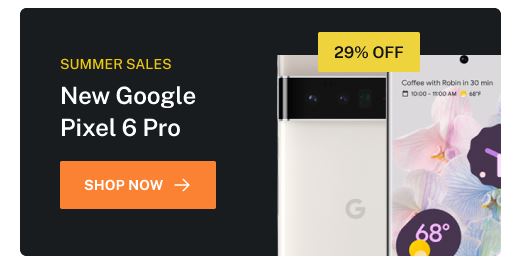 SUMMER SALES
New Google
Pixel 6 Pro
SHOP NOW
29% OFF
Coffee with Robin in 30 min
10:00 - 11:00 AM 68°F
G
68°